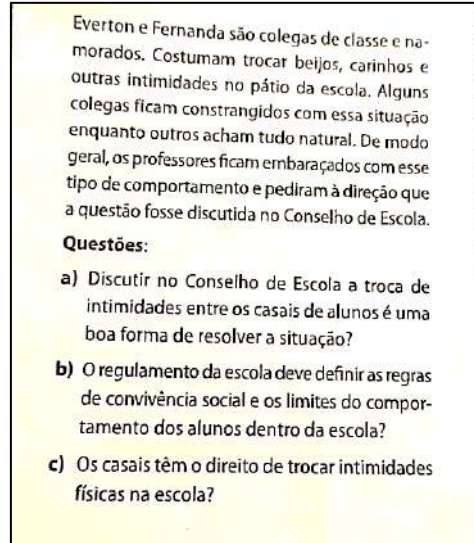 Everton e Fernanda são colegas de classe e na-
morados. Costumam trocar beijos, carinhos e
outras intimidades no pátio da escola. Alguns
colegas ficam constrangidos com essa situação
enquanto outros acham tudo natural. De modo
geral, os professores ficam embaraçados com esse
tipo de comportamento e pediram à direção que
a questão fosse discutida no Conselho de Escola.
Questões:
a) Discutir no Conselho de Escola a troca de
intimidades entre os casais de alunos é uma
boa forma de resolver a situação?
b) O regulamento da escola deve definir as regras
de convivência social e os limites do compor-
tamento dos alunos dentro da escola?
c) Os casais têm o direito de trocar intimidades
físicas na escola?